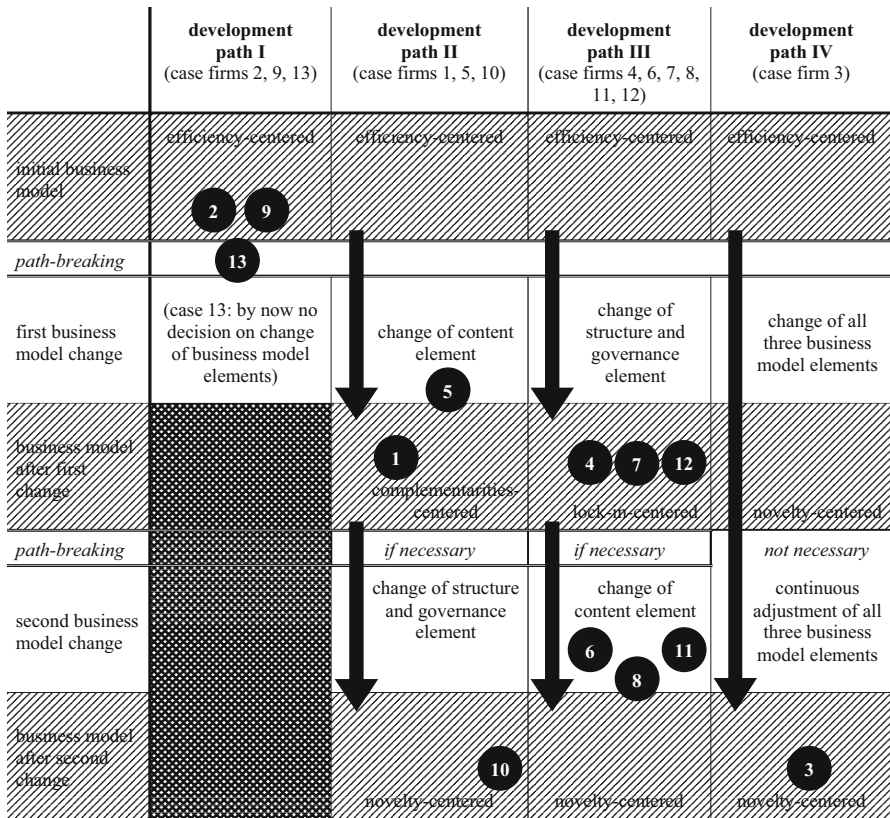 development
path I
(case firms 2, 9, 13)
development
path II
(case firms 1, 5, 10)
development
path III
(case firms 4, 6, 7, 8,
11, 12)
development
path IV
(case firm 3)
initial business
model
efficiency-centered
efficiency-centered
efficiency-centered
efficiency-centered
2
9
path-breaking
13
first business
model change
(case 13: by now no
decision on change
of business model
elements)
change of content
element
5
change of
structure and
governance
element
change of all
three business
model elements
business model
after first
change
1
complementarities-
centered
4
7
12
lock-in-centered
novelty-centered
path-breaking
if necessary
if necessary
not necessary
second business
model change
change of structure
and governance
element
change of
content element
6
11
8
continuous
adjustment of all
three business
model elements
business model
after second
change
10
novelty-centered
novelty-centered
3
novelty-centered